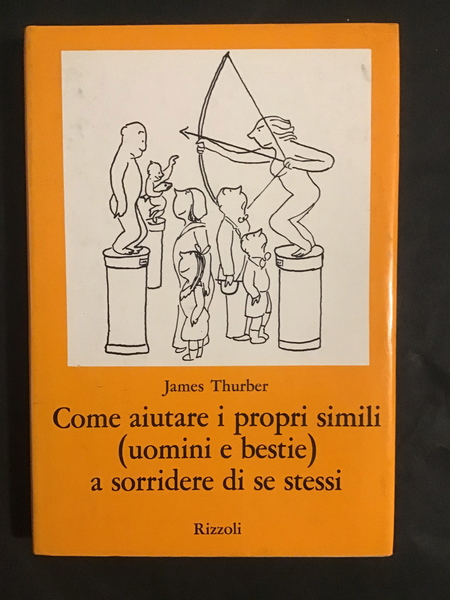 James Thurber
Come aiutare i propri simili
(uomini e bestie)
a sorridere di se stessi
Rizzoli